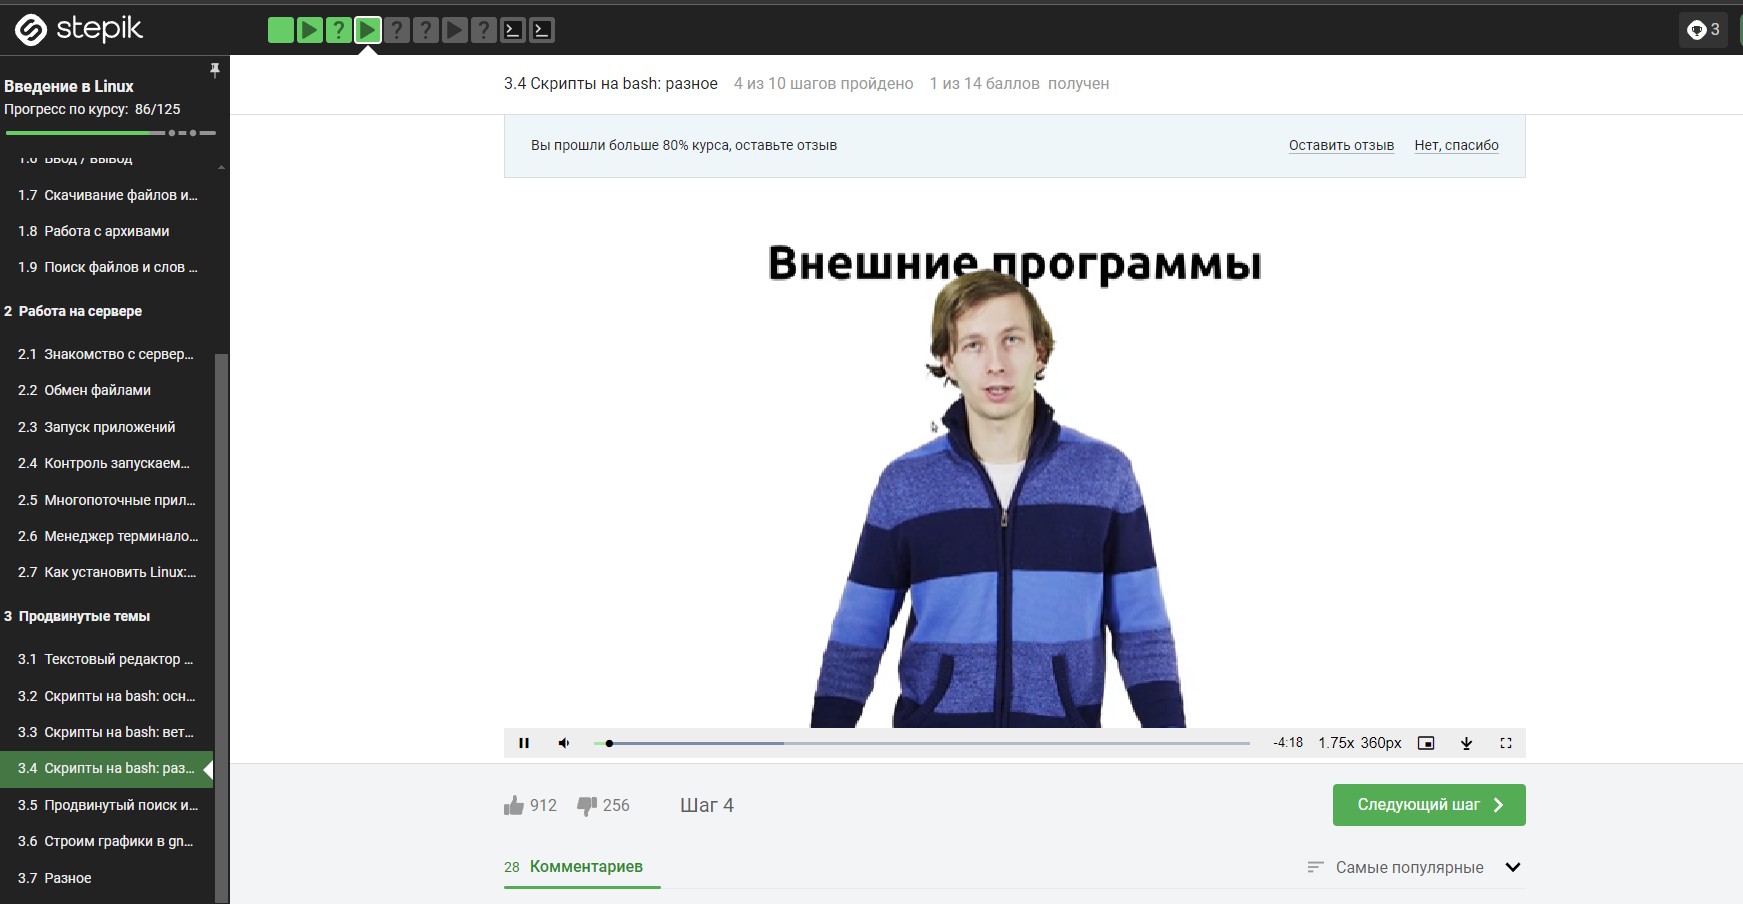 stepik
? ? ? ?
3
Введение в Linux
Прогресс по курсу: 86/125
1.6 Ввод / вывод
1.7 Скачивание файлов и...
1.8 Работа с архивами
1.9 Поиск файлов и слов ...
2 Работа на сервере
2.1 Знакомство с сервер...
2.2 Обмен файлами
2.3 Запуск приложений
2.4 Контроль запускаем...
2.5 Многопоточные прил...
2.6 Менеджер терминало...
2.7 Как установить Linux:...
3 Продвинутые темы
3.1 Текстовый редактор ...
3.2 Скрипты на bash: осн...
3.3 Скрипты на bash: вет...
3.4 Скрипты на bash: раз...
3.5 Продвинутый поиск и...
3.6 Строим графики в gn...
3.7 Разное
3.4 Скрипты на bash: разное 4 из 10 шагов пройдено 1 из 14 баллов получен
Вы прошли больше 80% курса, оставьте отзыв Оставить отзыв Нет, спасибо
Внешние программы
-4:18 1.75x 360px
912 256 Шаг 4 Следующий шаг
28 Комментариев Самые популярные